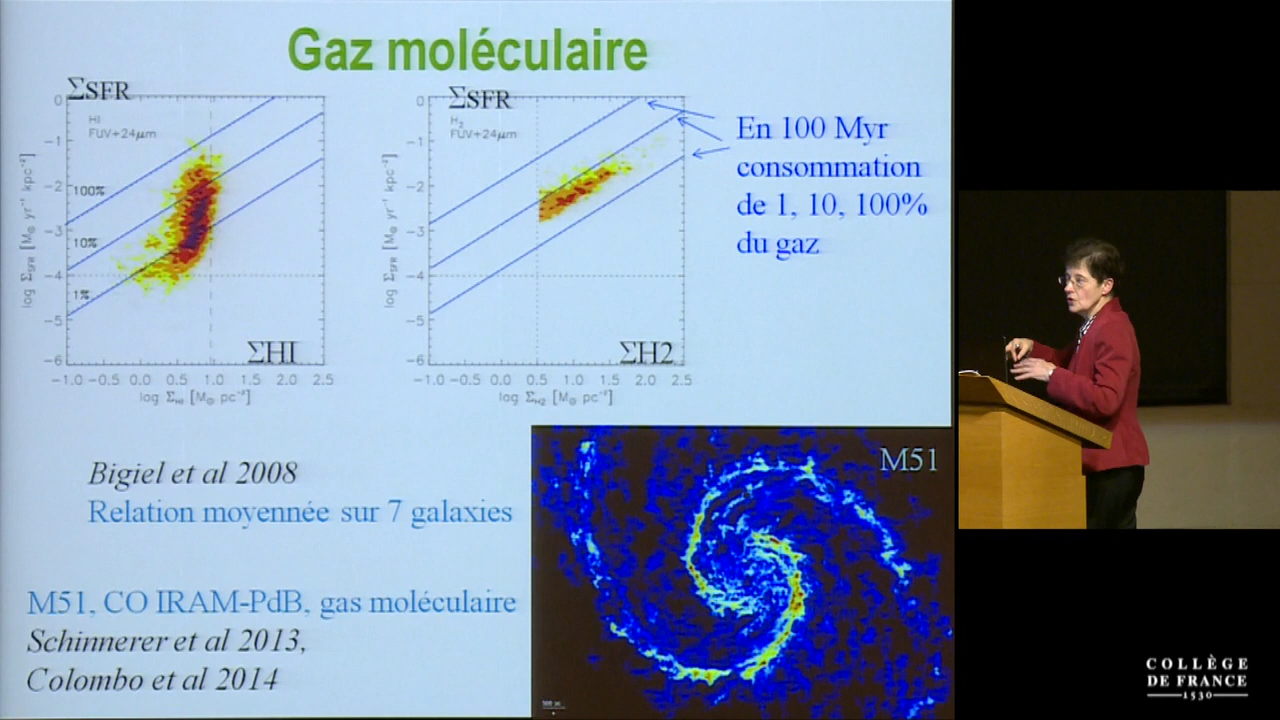 Gaz moléculaire
ΣSFR
HI
FUV+24μm
100%
10%
1%
0
−1
−2
−3
−4
−5
−6
log Σ_SFR [M⊙ yr⁻¹ kpc⁻²]
ΣHI
−1.0 −0.5 0.0 0.5 1.0 1.5 2.0 2.5
log Σ_HI [M⊙ pc⁻²]
ΣSFR
H₂
FUV+24μm
0
−1
−2
−3
−4
−5
−6
log Σ_SFR [M⊙ yr⁻¹ kpc⁻²]
ΣH2
−1.0 −0.5 0.0 0.5 1.0 1.5 2.0 2.5
log Σ_H2 [M⊙ pc⁻²]
En 100 Myr
consommation
de 1, 10, 100%
du gaz
Bigiel et al 2008
Relation moyennée sur 7 galaxies
M51, CO IRAM-PdB, gas moléculaire
Schinnerer et al 2013,
Colombo et al 2014
M51
COLLÈGE
DE FRANCE
1530